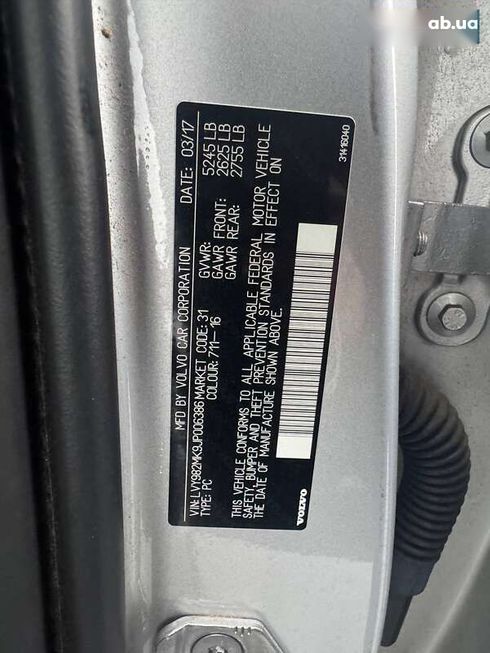 ab.ua
MFD BY VOLVO CAR CORPORATION DATE: 03/17
VIN: LVY982MK9JP006386 MARKET CODE: 31 GVWR: 5245 LB
TYPE: PC COLOUR: 711-16 GAWR FRONT: 2625 LB
GAWR REAR: 2755 LB
THIS VEHICLE CONFORMS TO ALL APPLICABLE FEDERAL MOTOR VEHICLE
SAFETY, BUMPER AND THEFT PREVENTION STANDARDS IN EFFECT ON
THE DATE OF MANUFACTURE SHOWN ABOVE.
VOLVO
31416040